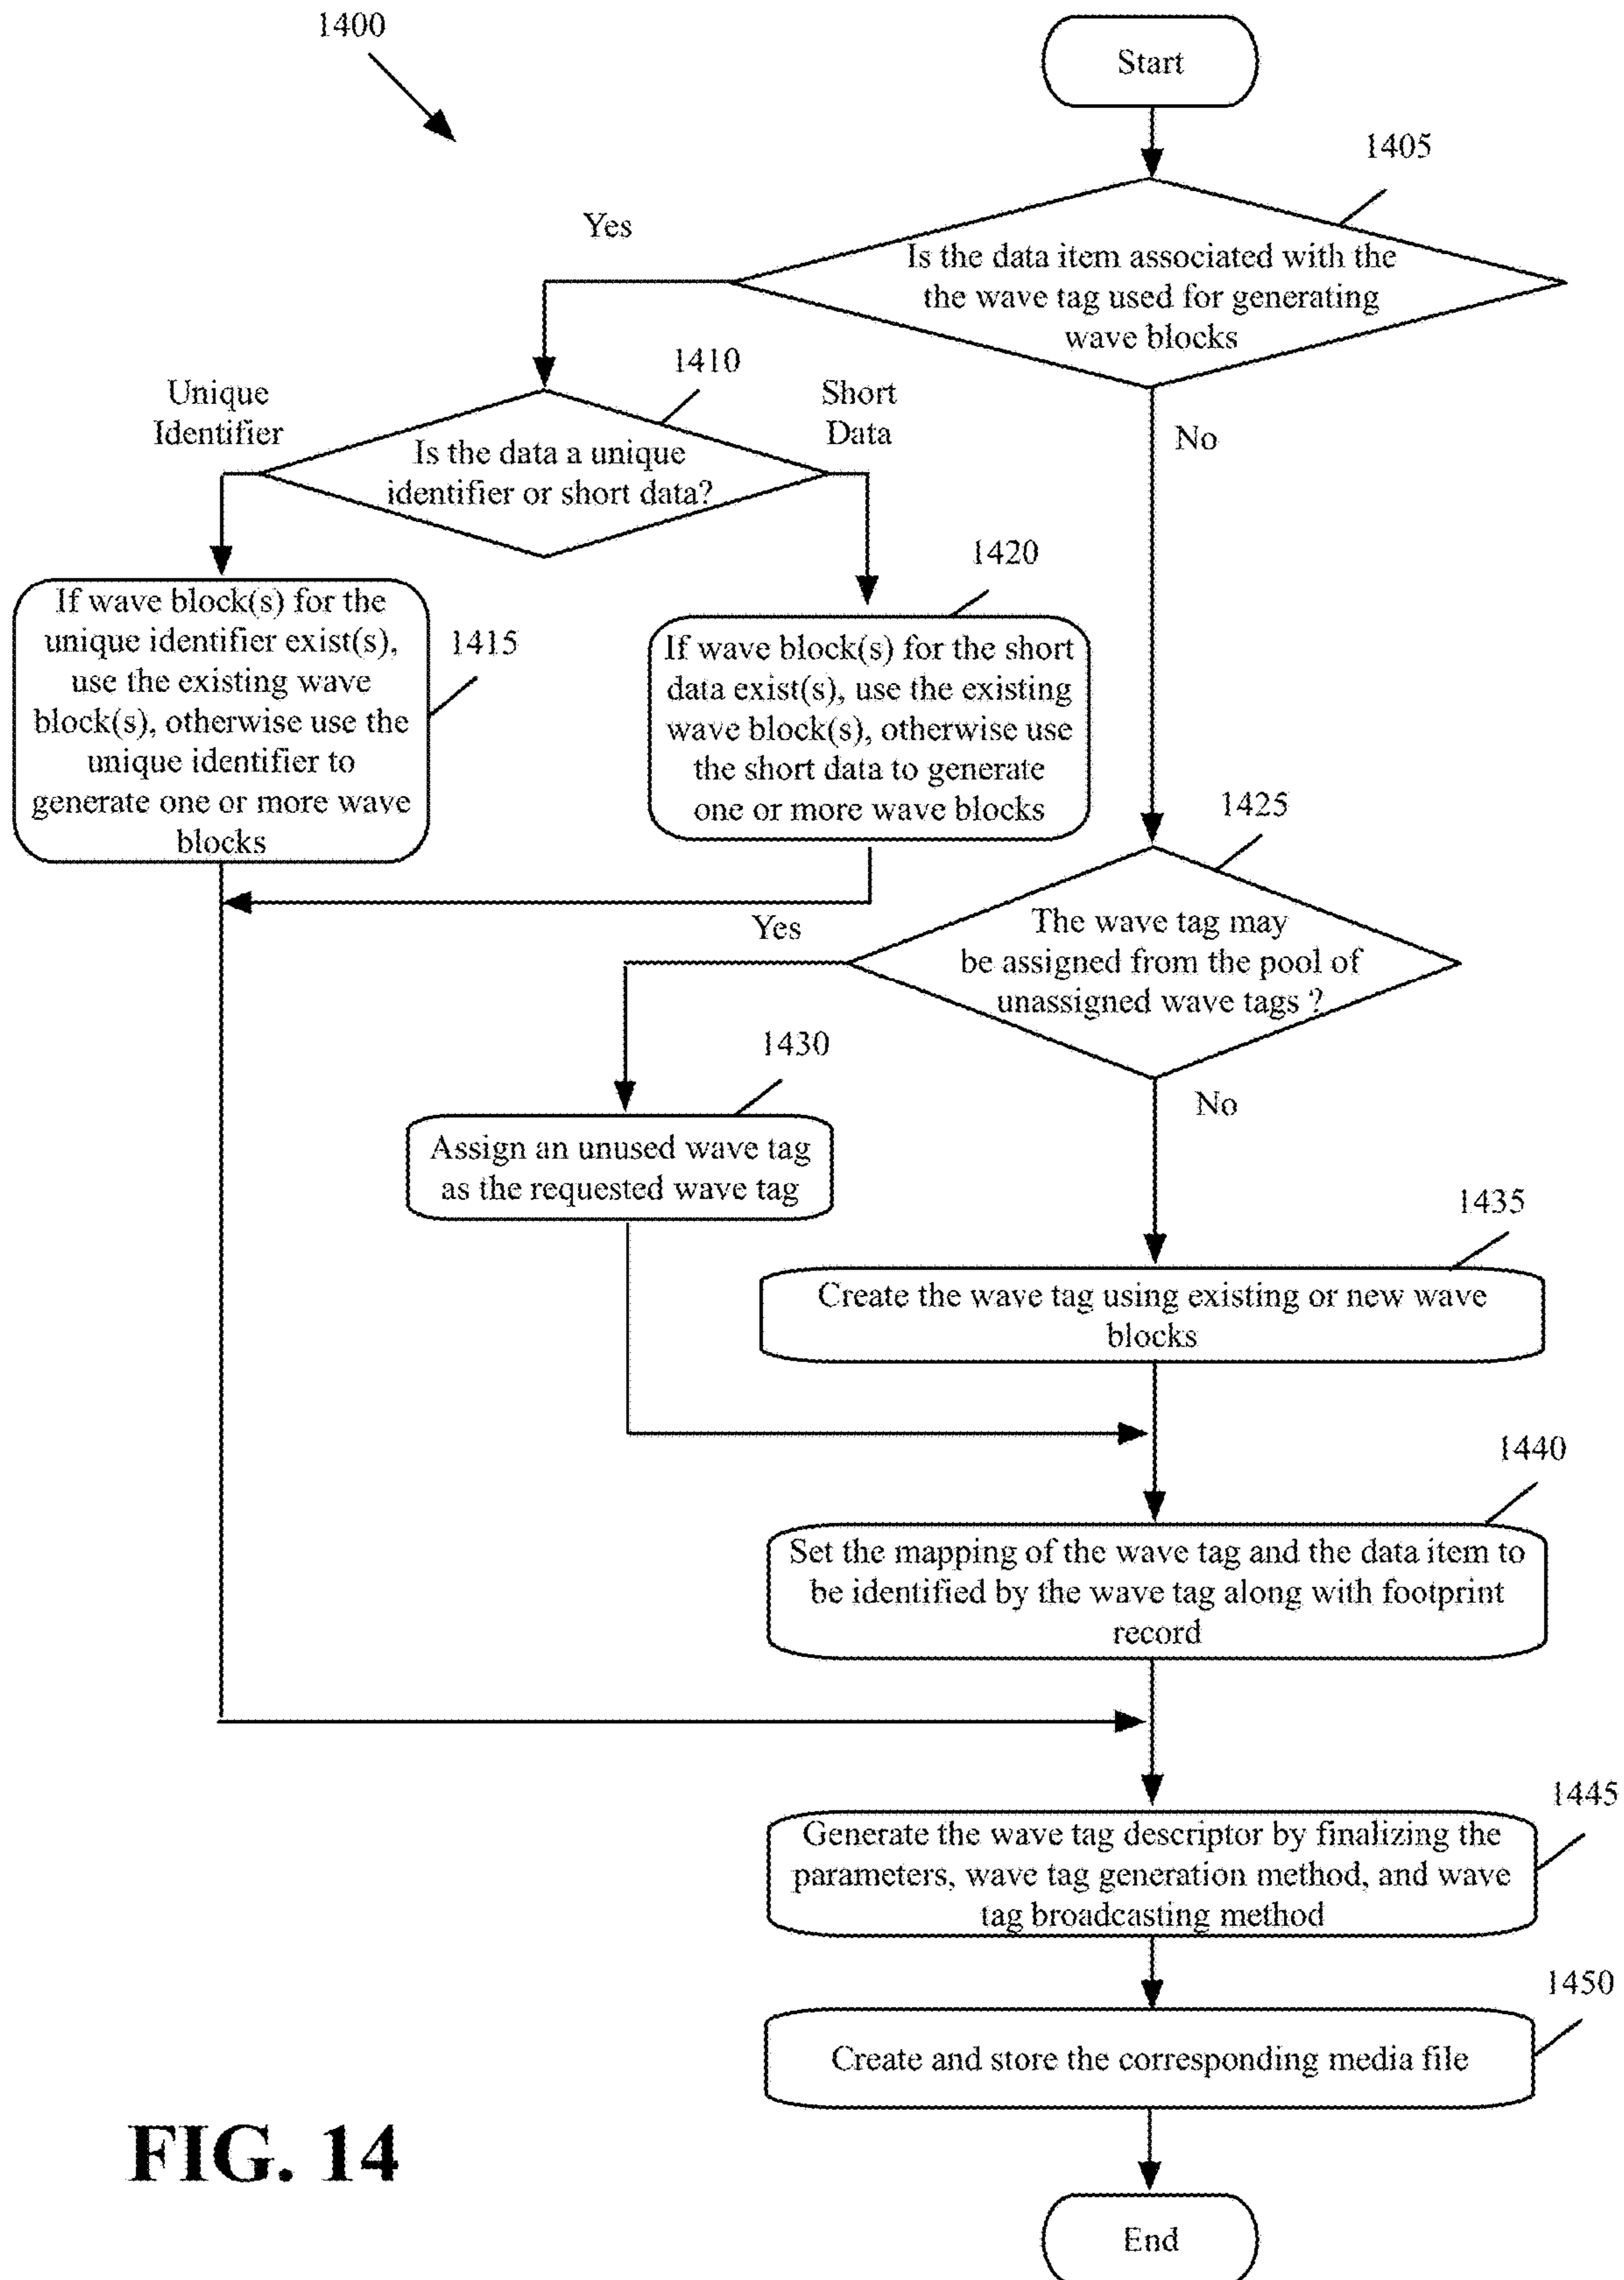 1400
Start
1405
Yes
Is the data item associated with the
the wave tag used for generating
wave blocks
1410
Unique
Identifier
Short
Data
No
Is the data a unique
identifier or short data?
1420
If wave block(s) for the
unique identifier exist(s),
use the existing wave
block(s), otherwise use the
unique identifier to
generate one or more wave
blocks
1415
If wave block(s) for the short
data exist(s), use the existing
wave block(s), otherwise use
the short data to generate
one or more wave blocks
1425
Yes
The wave tag may
be assigned from the pool of
unassigned wave tags ?
1430
No
Assign an unused wave tag
as the requested wave tag
1435
Create the wave tag using existing or new wave
blocks
1440
Set the mapping of the wave tag and the data item to
be identified by the wave tag along with footprint
record
1445
Generate the wave tag descriptor by finalizing the
parameters, wave tag generation method, and wave
tag broadcasting method
1450
Create and store the corresponding media file
FIG. 14
End